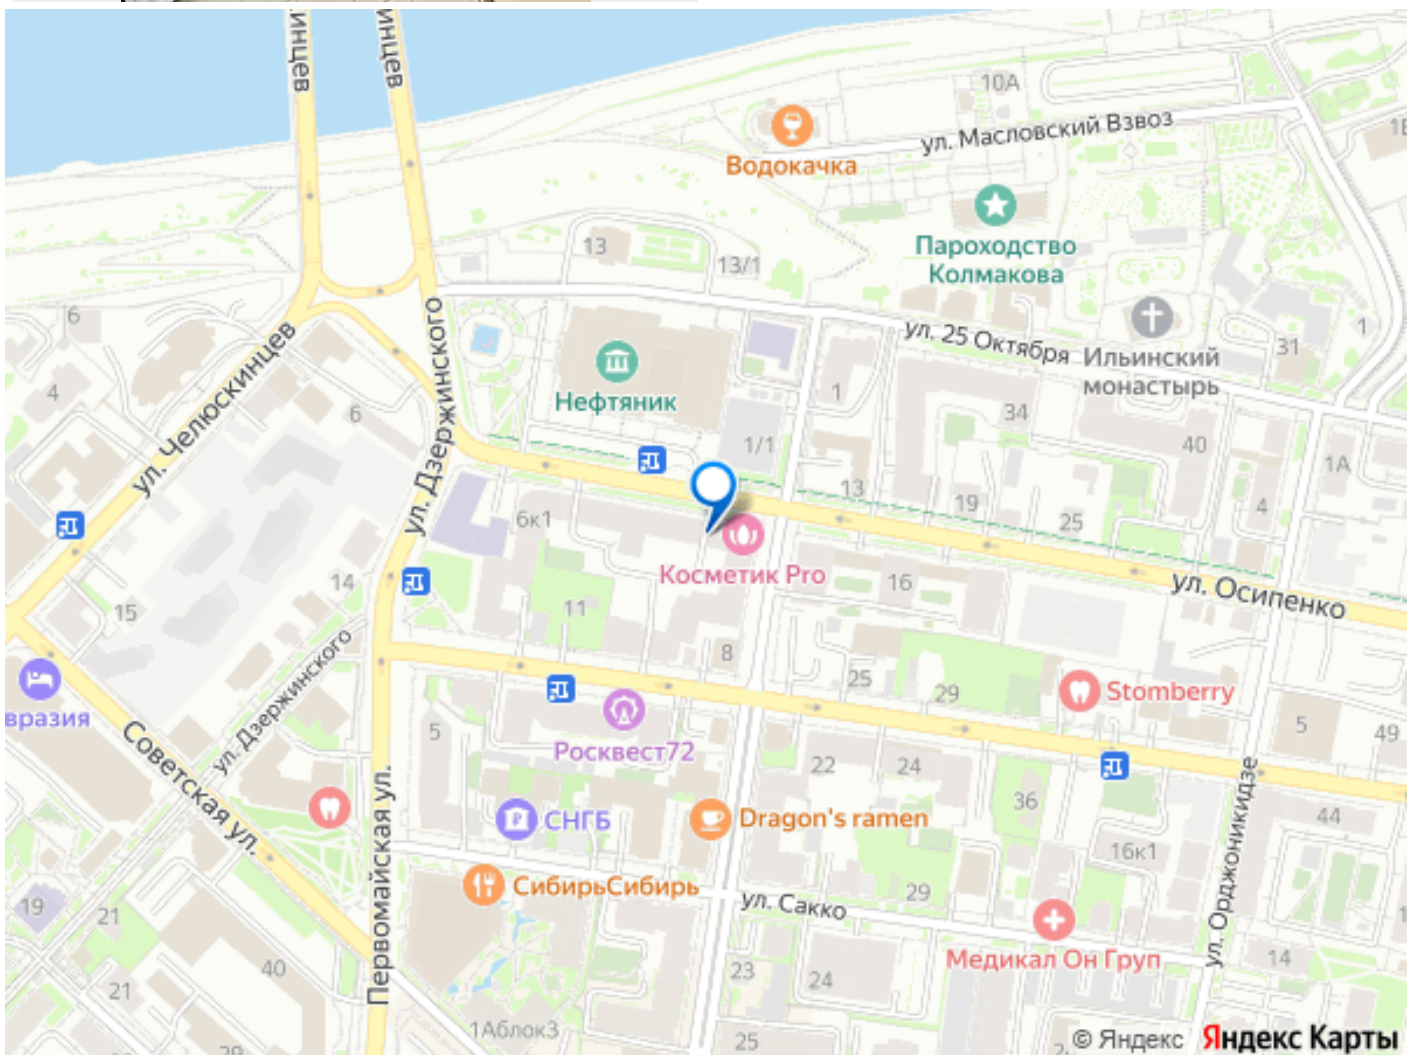 инцев
инцев
10А
ул. Масловский Взвоз
Водокачка
Пароходство
Колмакова
13
13/1
6
ул. 25 Октября
Ильинский
монастырь
1
31
ул. Челюскинцев
ул. Дзержинского
Нефтяник
4
6
1
34
40
1/1
1А
13
19
25
4
6к1
Косметик Pro
16
ул. Осипенко
14
15
11
8
25
29
Stomberry
вразия
ул. Дзержинского
Советская ул.
5
Росквест72
5
49
22
24
36
44
СНГБ
Dragon's ramen
16к1
Первомайская ул.
СибирьСибирь
ул. Сакко
29
ул. Орджоникидзе
19
21
Медикал Он Груп
14
40
23
24
21
1Аблок3
25
© Яндекс Яндекс Карты